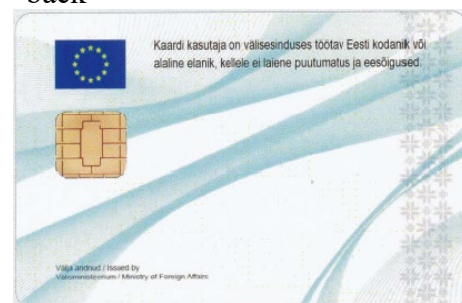 back
Kaardi kasutaja on välisesinduses töötav Eesti kodanik või
alaline elanik, kellele ei laiene puutumatus ja eesõigused.
Välja andnud / Issued by
Välisministeerium / Ministry of Foreign Affairs